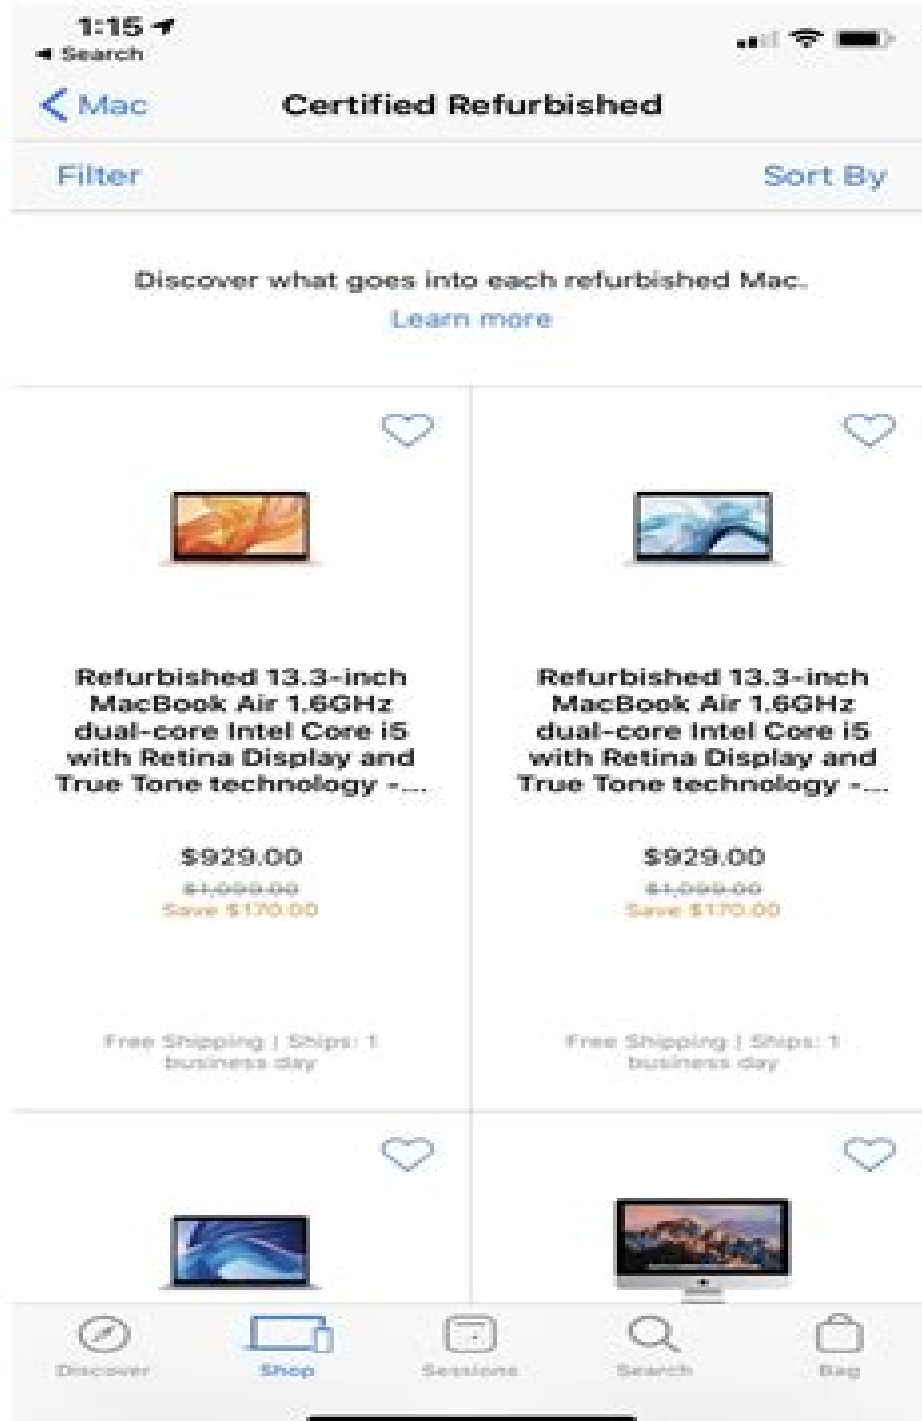 1:15
Search
Mac
Certified Refurbished
Filter
Sort By
Discover what goes into each refurbished Mac.
Learn more
Refurbished 13.3-inch
MacBook Air 1.6GHz
dual-core Intel Core i5
with Retina Display and
True Tone technology -...
$929.00
$1,099.00
Save $170.00
Free Shipping | Ships: 1
business day
Refurbished 13.3-inch
MacBook Air 1.6GHz
dual-core Intel Core i5
with Retina Display and
True Tone technology -...
$929.00
$1,099.00
Save $170.00
Free Shipping | Ships: 1
business day
Discover
Shop
Sessions
Search
Bag